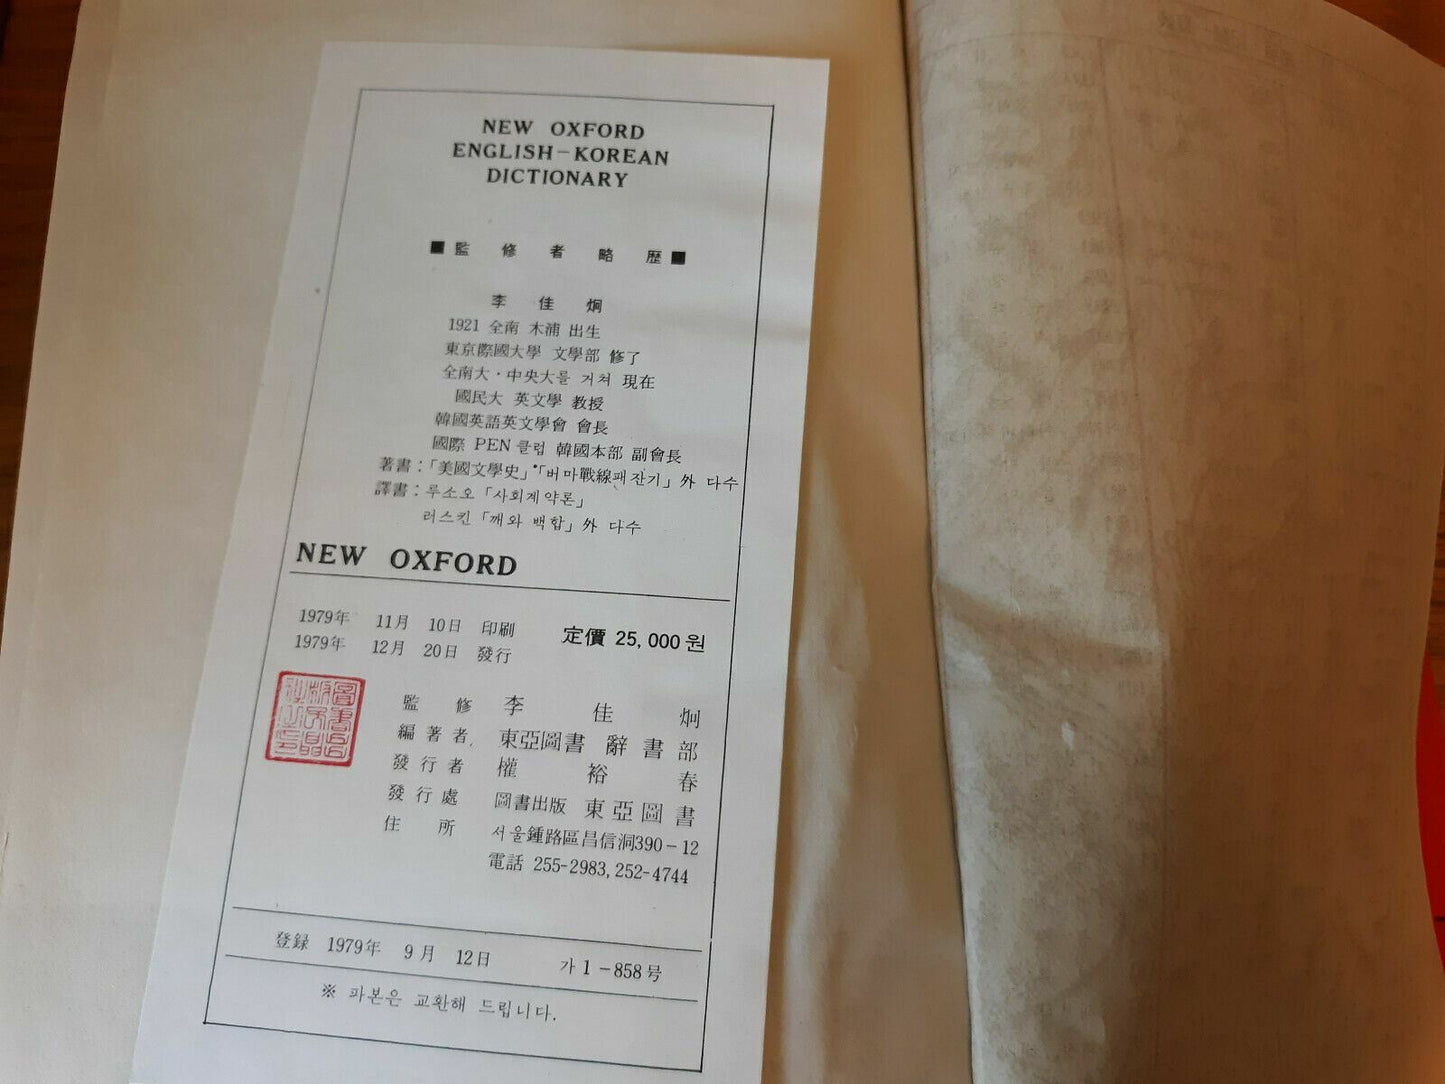 NEW OXFORD
ENGLISH–KOREAN
DICTIONARY
■監 修 者 略 歴■
李 佳 炯
1921 全南 木浦 出生
東京際國大學 文學部 修了
全南大・中央大를 거쳐 現在
國民大 英文學 教授
韓國英語英文學會 會長
國際 PEN 클럽 韓國本部 副會長
著書：「美國文學史」・「버마戰線패잔기」 外 다수
譯書：루소오「사회계약론」
러스킨「깨와 백합」外 다수
NEW OXFORD
1979年 11月 10日 印刷
1979年 12月 20日 發行
定價 25,000원
監 修 李 佳 炯
編著者 東亞圖書 辭書部
發行者 權 裕 春
發行處 圖書出版 東亞圖書
住 所 서울鍾路區昌信洞390－12
電話 255-2983, 252-4744
登録 1979年 9月 12日 가1－858号
※ 파본은 교환해 드립니다.